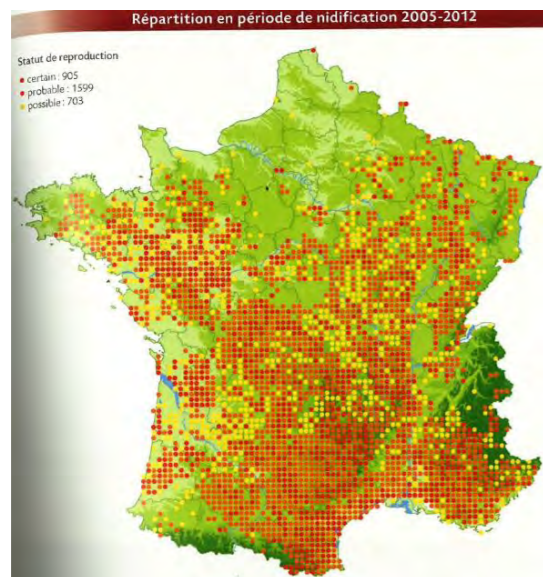 Répartition en période de nidification 2005-2012
Statut de reproduction
certain : 905
probable : 1599
possible : 703